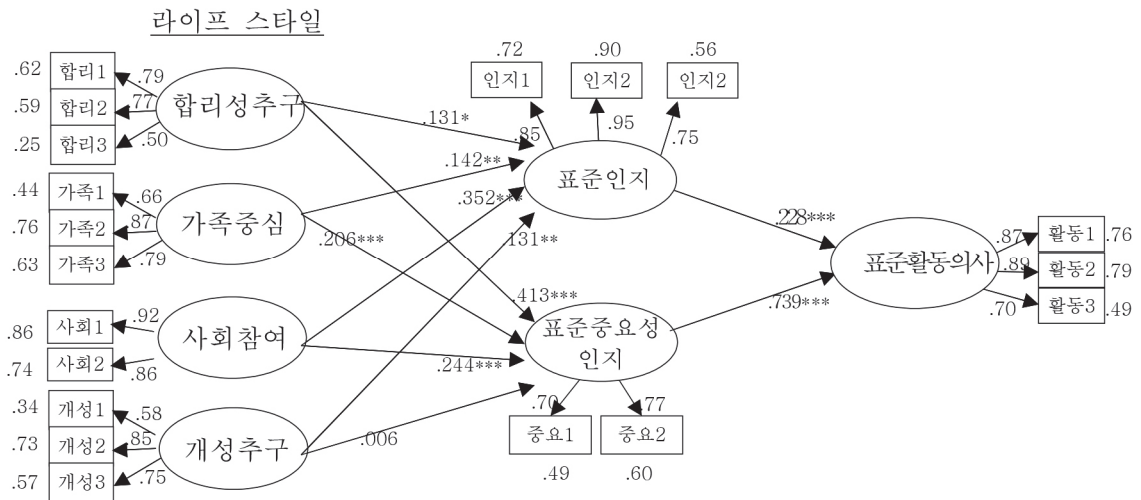 라이프 스타일
.62 합리1 .79
.59 합리2 .77
.25 합리3 .50
합리성추구
.44 가족1 .66
.76 가족2 .87
.63 가족3 .79
가족중심
.86 사회1 .92
.74 사회2 .86
사회참여
.34 개성1 .58
.73 개성2 .85
.57 개성3 .75
개성추구
.131*
.142**
.352***
.131**
.206***
.413***
.244***
.006
.72 .90 .56
인지1 인지2 인지2
.85 .95 .75
표준인지
표준중요성
인지
.70 .77
중요1 중요2
.49 .60
.228***
.739***
표준활동의사
.87 활동1 .76
.89 활동2 .79
.70 활동3 .49